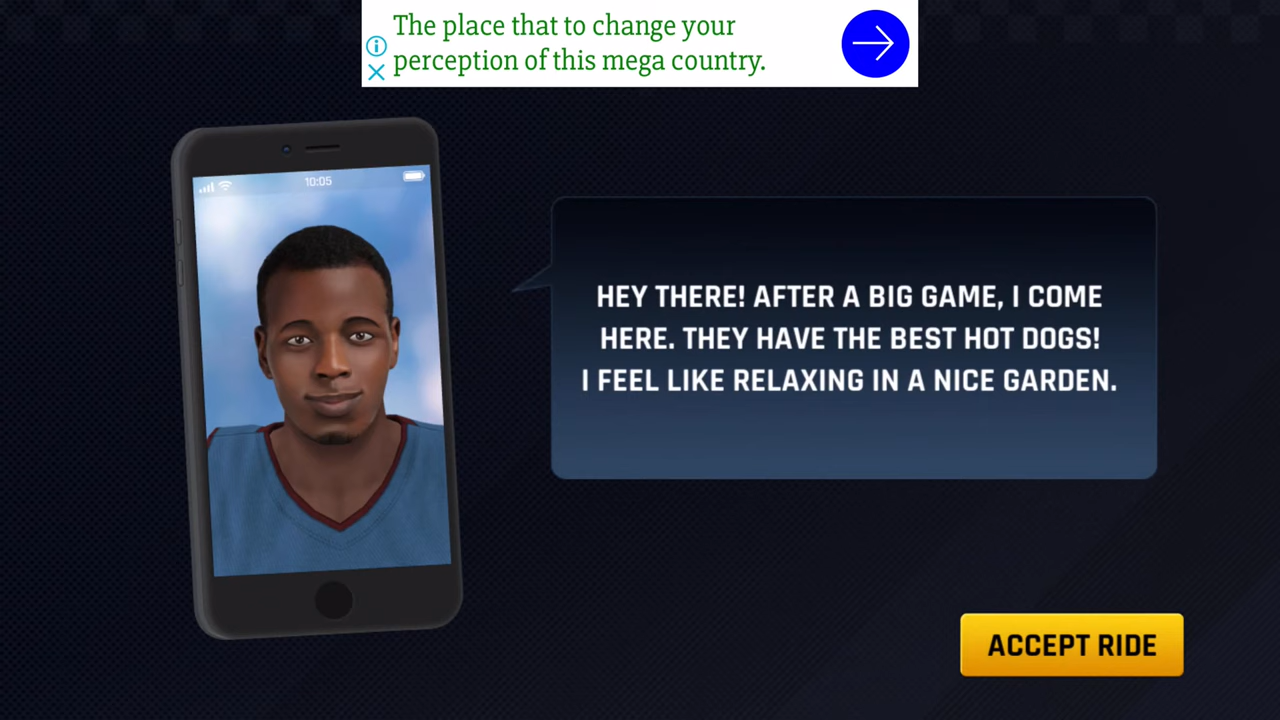 The place that to change your
perception of this mega country.
10:05
HEY THERE! AFTER A BIG GAME, I COME
HERE. THEY HAVE THE BEST HOT DOGS!
I FEEL LIKE RELAXING IN A NICE GARDEN.
ACCEPT RIDE